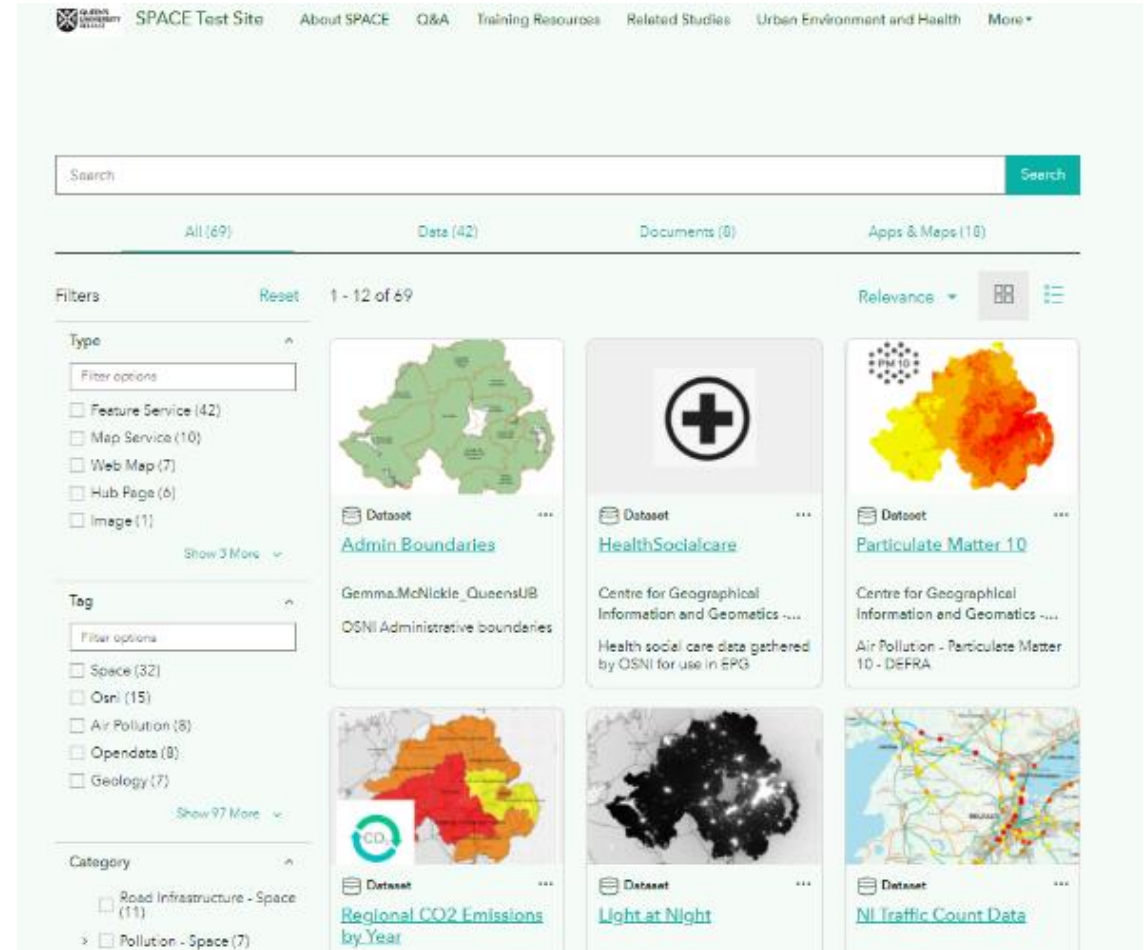 QUEEN'S
UNIVERSITY
BELFAST
SPACE Test Site
About SPACE
Q&A
Training Resources
Related Studies
Urban Environment and Health
More
Search
Search
All (69)
Data (42)
Documents (8)
Apps & Maps (18)
Filters
Reset
1 - 12 of 69
Relevance
Type
Filter options
Feature Service (42)
Map Service (10)
Web Map (7)
Hub Page (6)
Image (1)
Show 3 More
Tag
Filter options
Space (32)
Osni (15)
Air Pollution (8)
Opendata (8)
Geology (7)
Show 97 More
Category
Road Infrastructure - Space
(11)
Pollution - Space (7)
Dataset
...
Admin Boundaries
Gemma.McNickle_QueensUB
OSNI Administrative boundaries
Dataset
...
HealthSocialcare
Centre for Geographical
Information and Geomatics -...
Health social care data gathered
by OSNI for use in EPG
PM 10
Dataset
...
Particulate Matter 10
Centre for Geographical
Information and Geomatics -...
Air Pollution - Particulate Matter
10 - DEFRA
CO2
Dataset
...
Regional CO2 Emissions
by Year
Dataset
...
Light at Night
BELFAST
Dataset
...
NI Traffic Count Data